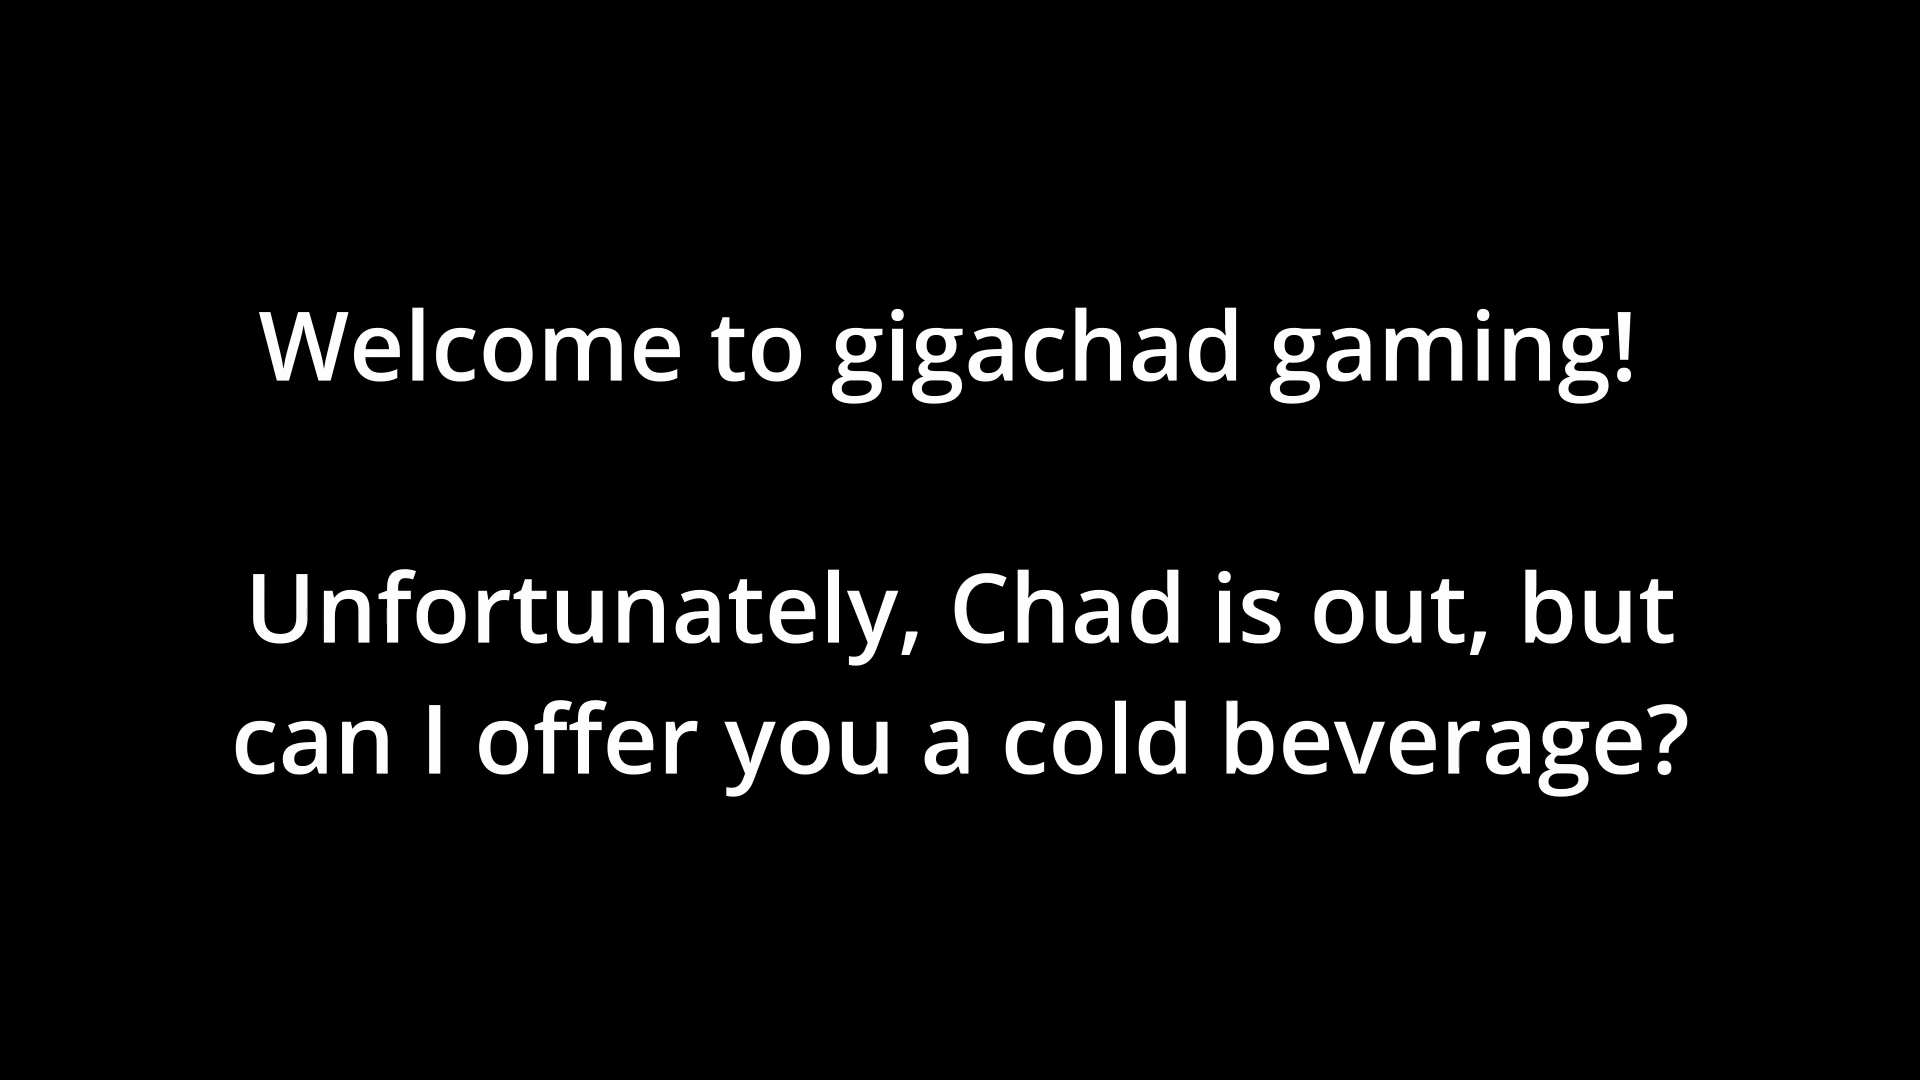 Welcome to gigachad gaming!
Unfortunately, Chad is out, but
can I offer you a cold beverage?